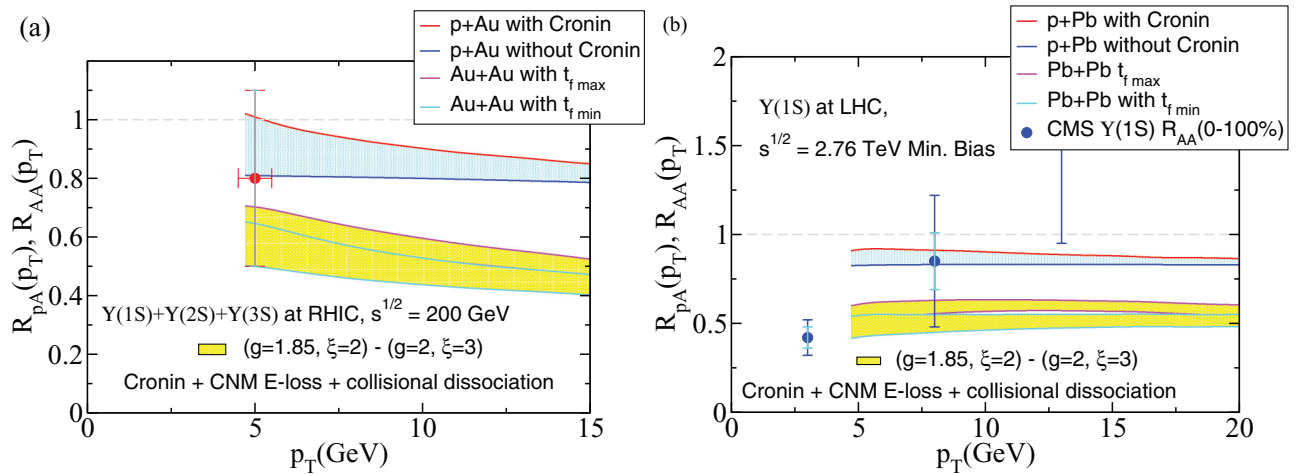 (a)
p+Au with Cronin
p+Au without Cronin
Au+Au with t_f max
Au+Au with t_f min
R_pA(p_T), R_AA(p_T)
1
0.8
0.6
0.4
0.2
0
Υ(1S)+Υ(2S)+Υ(3S) at RHIC, s^1/2 = 200 GeV
(g=1.85, ξ=2) - (g=2, ξ=3)
Cronin + CNM E-loss + collisional dissociation
0 5 10 15
p_T(GeV)
(b)
p+Pb with Cronin
p+Pb without Cronin
Pb+Pb t_f max
Pb+Pb with t_f min
CMS Υ(1S) R_AA(0-100%)
R_pA(p_T), R_AA(p_T)
2
1.5
1
0.5
0
Υ(1S) at LHC,
s^1/2 = 2.76 TeV Min. Bias
(g=1.85, ξ=2) - (g=2, ξ=3)
Cronin + CNM E-loss + collisional dissociation
0 5 10 15 20
p_T(GeV)